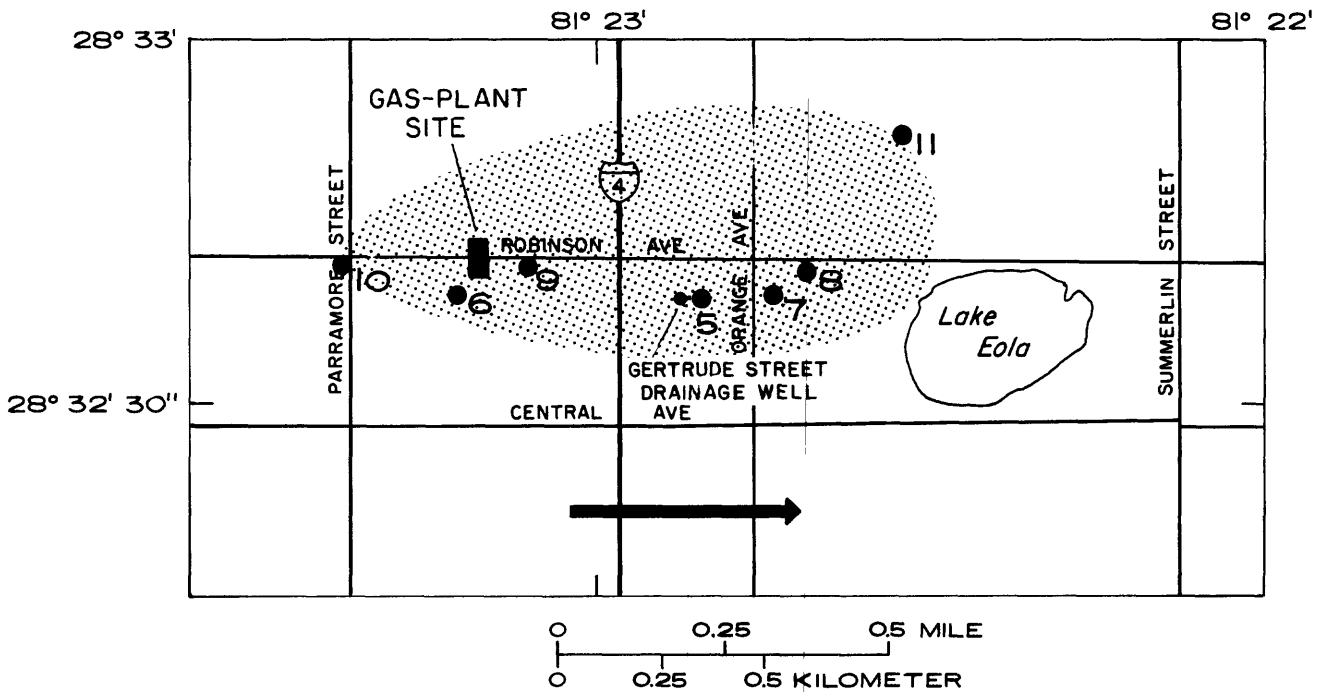 81° 23'
81° 22'
28° 33'
GAS-PLANT
SITE
11
4
PARRAMORE STREET
ROBINSON AVE
ORANGE AVE
SUMMERLIN STREET
10
9
8
6
5
7
Lake
Eola
GERTRUDE STREET
DRAINAGE WELL
28° 32' 30"
CENTRAL AVE
0 0.25 0.5 MILE
0 0.25 0.5 KILOMETER